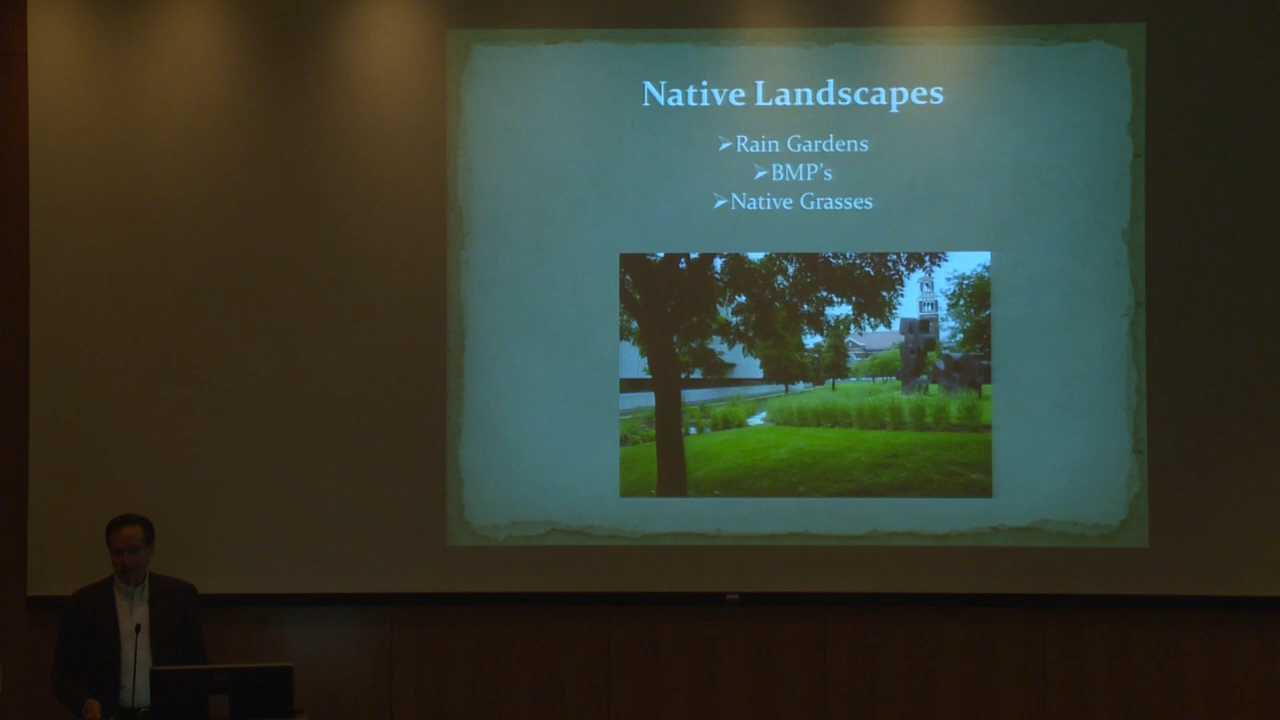 Native Landscapes
➢Rain Gardens
➢BMP's
➢Native Grasses